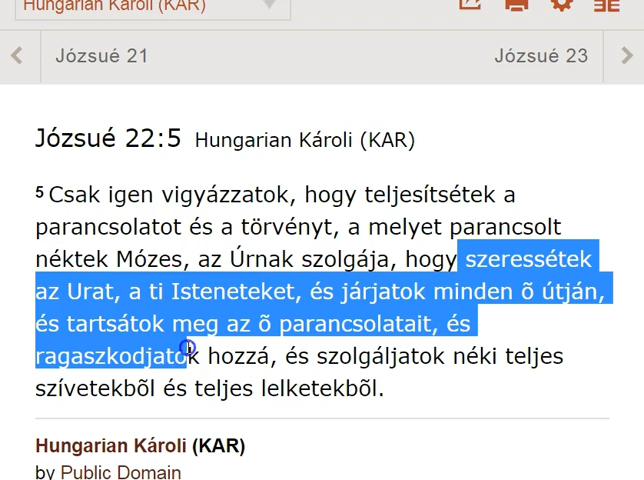 Hungarian Károli (KAR)
Józsué 21
Józsué 23
Józsué 22:5 Hungarian Károli (KAR)
5 Csak igen vigyázzatok, hogy teljesítsétek a
parancsolatot és a törvényt, a melyet parancsolt
néktek Mózes, az Úrnak szolgája, hogy szeressétek
az Urat, a ti Isteneteket, és járjatok minden õ útján,
és tartsátok meg az õ parancsolatait, és
ragaszkodjatok hozzá, és szolgáljatok néki teljes
szívetekbõl és teljes lelketekbõl.
Hungarian Károli (KAR)
by Public Domain